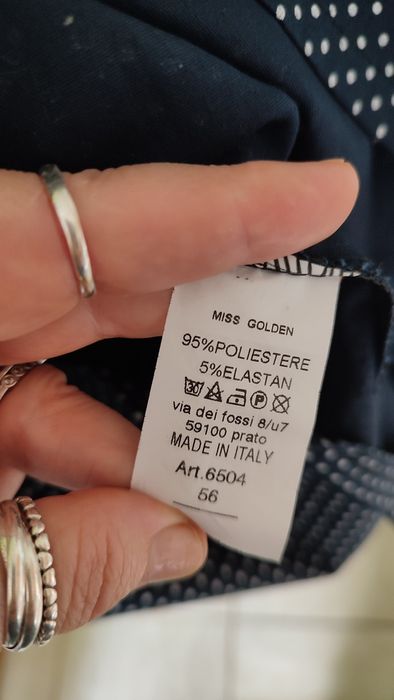 MISS GOLDEN
95%POLIESTERE
5%ELASTAN
30 P
via dei fossi 8/u7
59100 prato
MADE IN ITALY
Art.6504
56